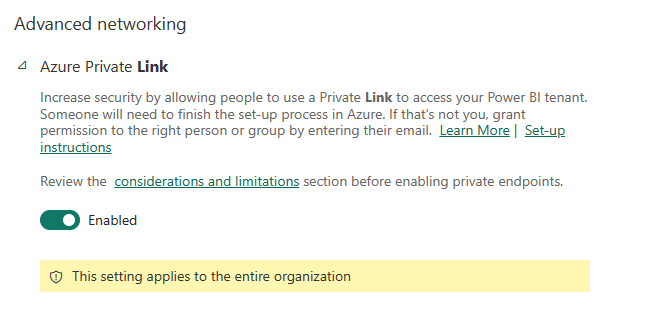 Advanced networking
Azure Private Link
Increase security by allowing people to use a Private Link to access your Power BI tenant.
Someone will need to finish the set-up process in Azure. If that's not you, grant
permission to the right person or group by entering their email.  Learn More |  Set-up
instructions
Review the  considerations and limitations section before enabling private endpoints.
Enabled
This setting applies to the entire organization